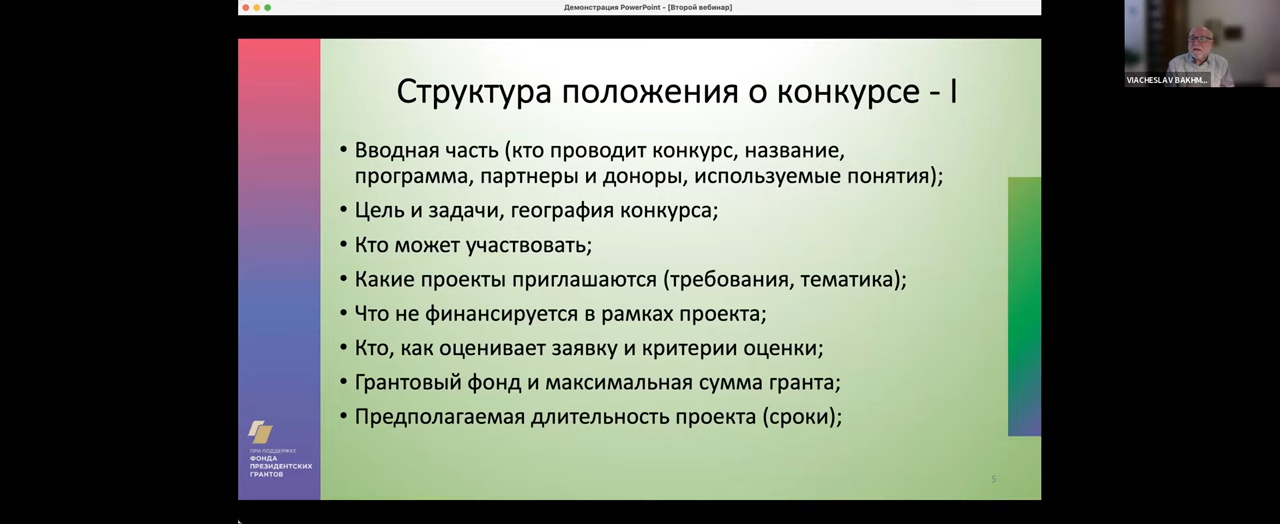 Демонстрация PowerPoint - [Второй вебинар]
VIACHESLAV BAKHM...
Структура положения о конкурсе - I
• Вводная часть (кто проводит конкурс, название,
программа, партнеры и доноры, используемые понятия);
• Цель и задачи, география конкурса;
• Кто может участвовать;
• Какие проекты приглашаются (требования, тематика);
• Что не финансируется в рамках проекта;
• Кто, как оценивает заявку и критерии оценки;
• Грантовый фонд и максимальная сумма гранта;
• Предполагаемая длительность проекта (сроки);
ПРИ ПОДДЕРЖКЕ
ФОНДА
ПРЕЗИДЕНТСКИХ
ГРАНТОВ
5